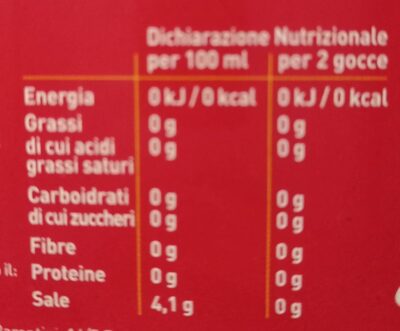 Dichiarazione Nutrizionale
per 100 ml per 2 gocce
Energia 0 kJ / 0 kcal 0 kJ / 0 kcal
Grassi 0 g 0 g
di cui acidi 0 g 0 g
grassi saturi
Carboidrati 0 g 0 g
di cui zuccheri 0 g 0 g
Fibre 0 g 0 g
il: Proteine 0 g 0 g
Sale 4,1 g 0 g